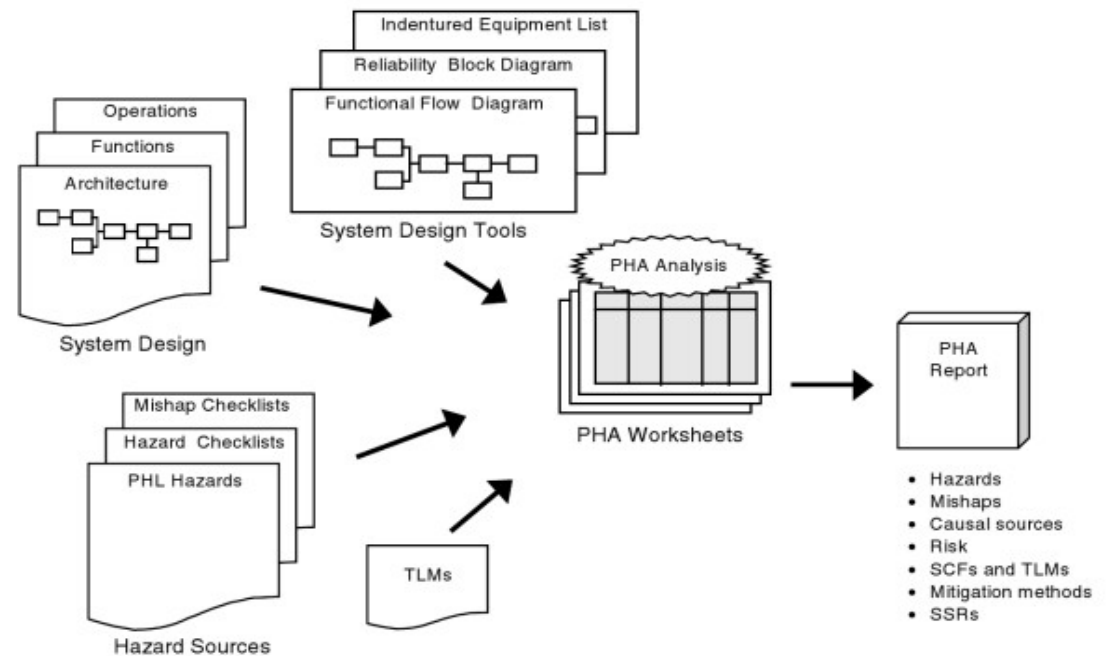 Indentured Equipment List
Reliability Block Diagram
Functional Flow Diagram
System Design Tools
Operations
Functions
Architecture
System Design
PHA Analysis
PHA Worksheets
PHA
Report
Mishap Checklists
Hazard Checklists
PHL Hazards
Hazard Sources
TLMs
• Hazards
• Mishaps
• Causal sources
• Risk
• SCFs and TLMs
• Mitigation methods
• SSRs